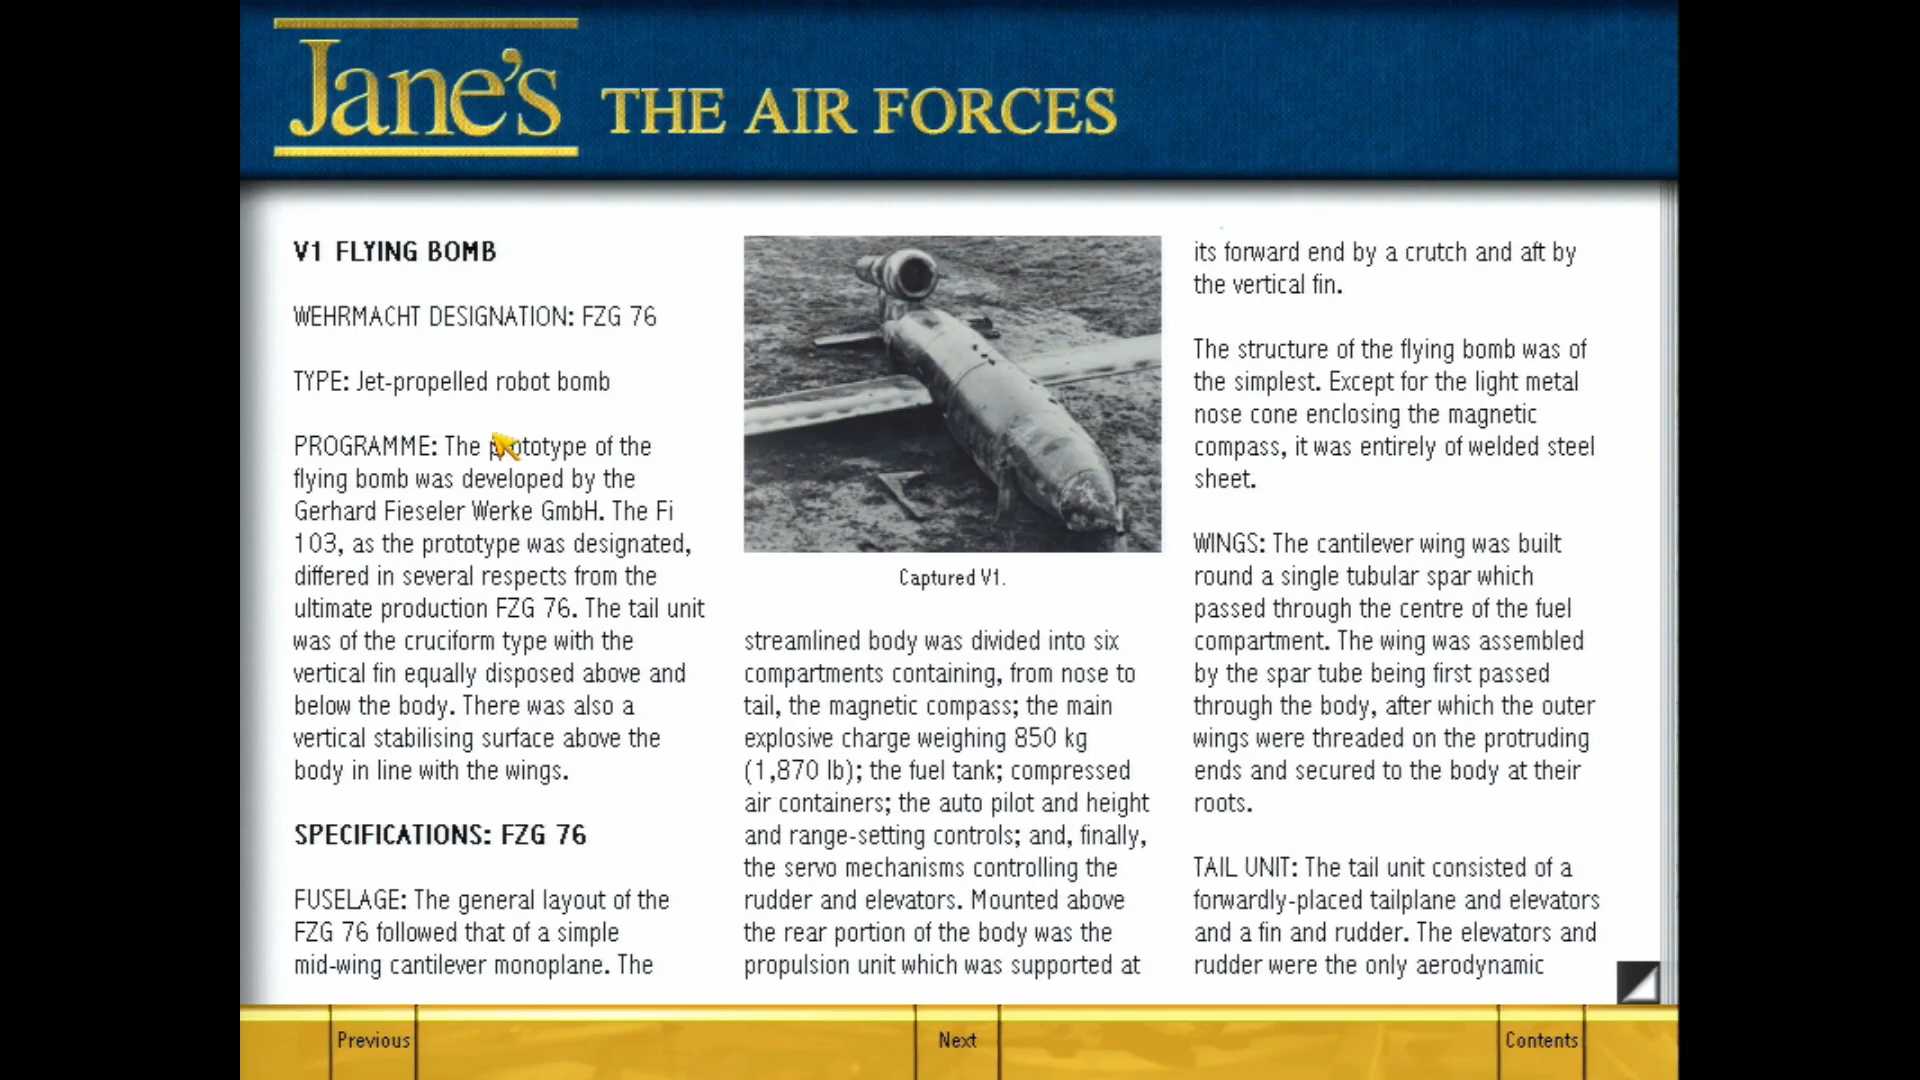 Jane's THE AIR FORCES
V1 FLYING BOMB
WEHRMACHT DESIGNATION: FZG 76
TYPE: Jet-propelled robot bomb
PROGRAMME: The prototype of the
flying bomb was developed by the
Gerhard Fieseler Werke GmbH. The Fi
103, as the prototype was designated,
differed in several respects from the
ultimate production FZG 76. The tail unit
was of the cruciform type with the
vertical fin equally disposed above and
below the body. There was also a
vertical stabilising surface above the
body in line with the wings.
SPECIFICATIONS: FZG 76
FUSELAGE: The general layout of the
FZG 76 followed that of a simple
mid-wing cantilever monoplane. The
Captured V1.
streamlined body was divided into six
compartments containing, from nose to
tail, the magnetic compass; the main
explosive charge weighing 850 kg
(1,870 lb); the fuel tank; compressed
air containers; the auto pilot and height
and range-setting controls; and, finally,
the servo mechanisms controlling the
rudder and elevators. Mounted above
the rear portion of the body was the
propulsion unit which was supported at
its forward end by a crutch and aft by
the vertical fin.
The structure of the flying bomb was of
the simplest. Except for the light metal
nose cone enclosing the magnetic
compass, it was entirely of welded steel
sheet.
WINGS: The cantilever wing was built
round a single tubular spar which
passed through the centre of the fuel
compartment. The wing was assembled
by the spar tube being first passed
through the body, after which the outer
wings were threaded on the protruding
ends and secured to the body at their
roots.
TAIL UNIT: The tail unit consisted of a
forwardly-placed tailplane and elevators
and a fin and rudder. The elevators and
rudder were the only aerodynamic
Previous
Next
Contents